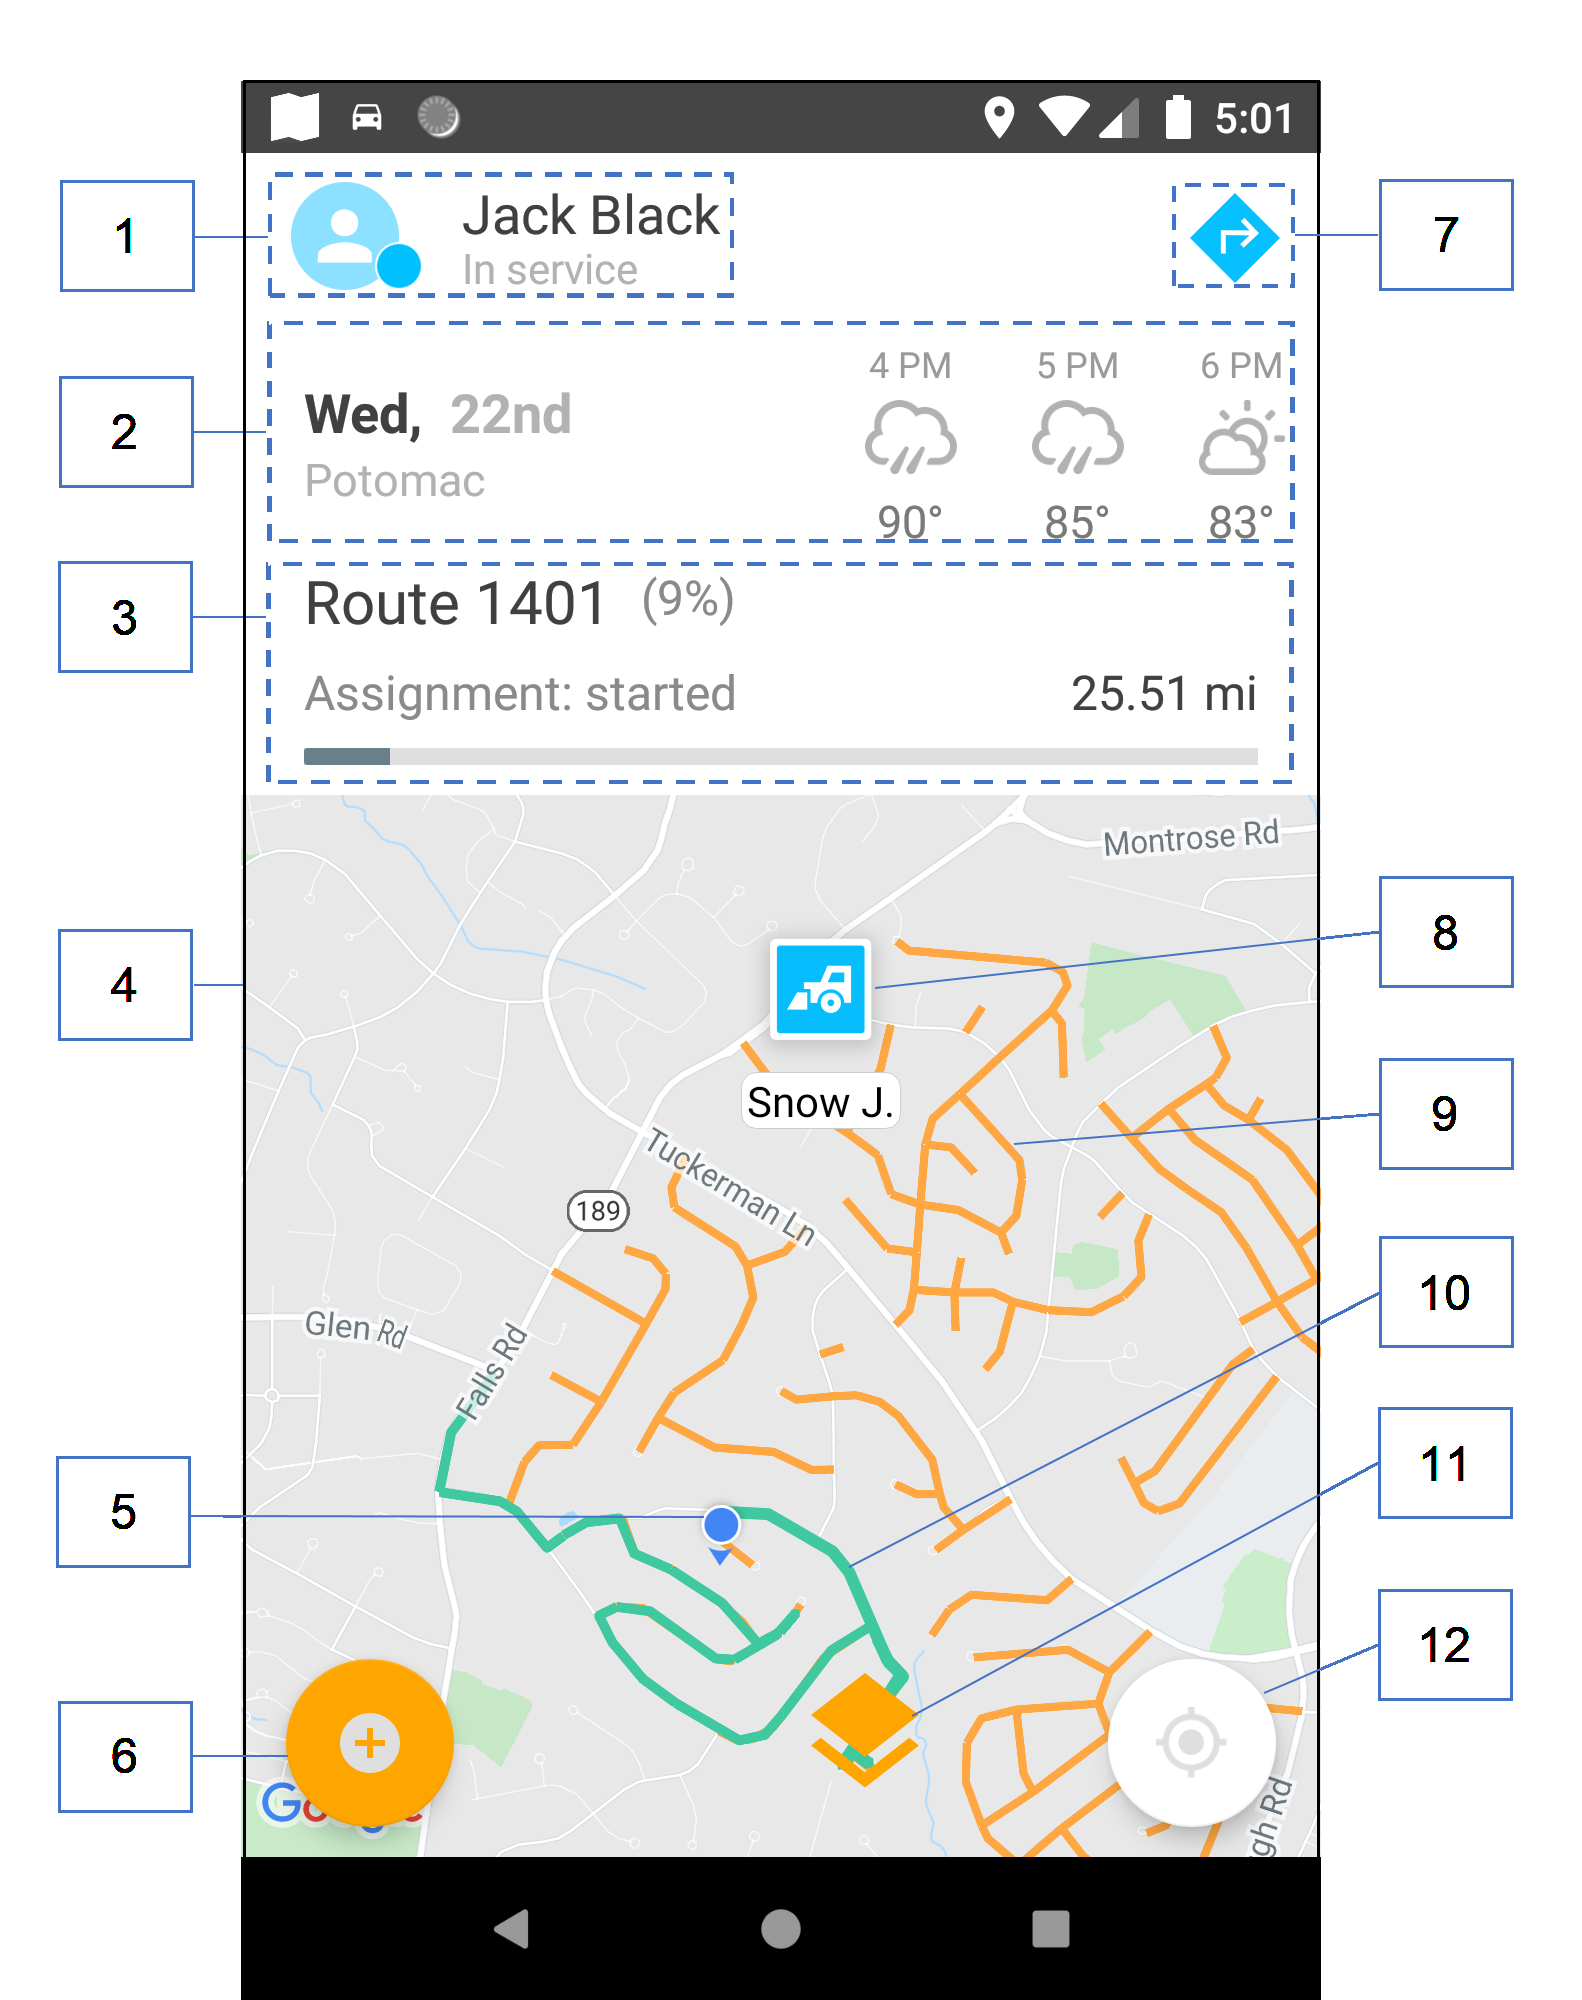 5:01
1
Jack Black
In service
7
2
Wed, 22nd
Potomac
4 PM 5 PM 6 PM
90° 85° 83°
3
Route 1401 (9%)
Assignment: started 25.51 mi
Montrose Rd
8
4
Snow J.
9
Tuckerman Ln
189
10
Glen Rd
Falls Rd
11
5
12
6
Rd